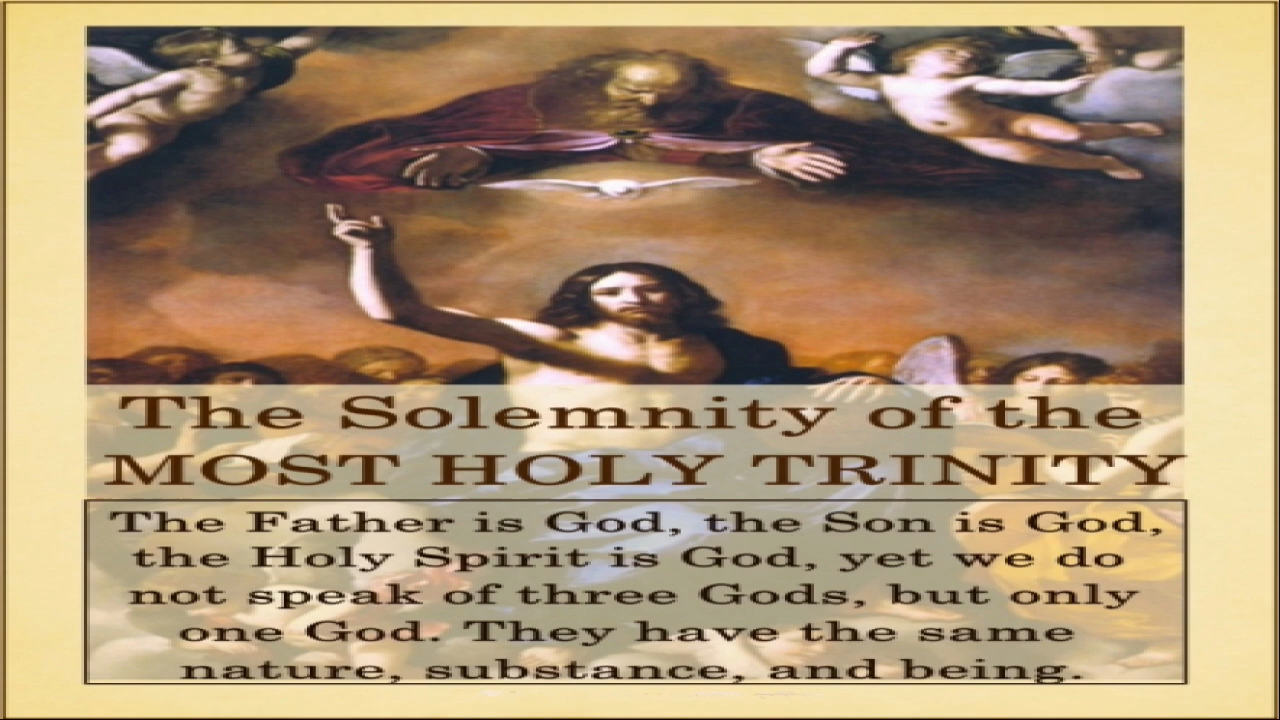 The Solemnity of the
MOST HOLY TRINITY
The Father is God, the Son is God,
the Holy Spirit is God, yet we do
not speak of three Gods, but only
one God. They have the same
nature, substance, and being.